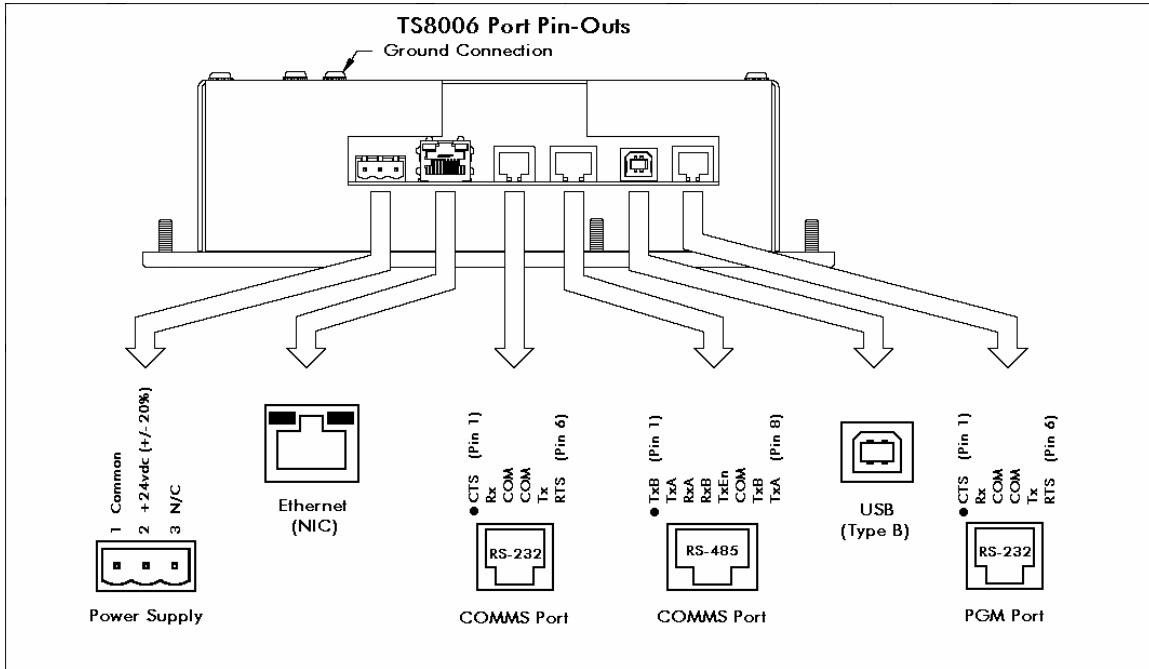 TS8006 Port Pin-Outs
Ground Connection
1 Common
2 +24vdc (+/- 20%)
3 N/C
Power Supply
Ethernet
(NIC)
CTS (Pin 1)
Rx
COM
COM
Tx
RTS (Pin 6)
RS-232
COMMS Port
TxB (Pin 1)
TxA
RxA
RxB
TxEn
COM
TxB
TxA (Pin 8)
RS-485
COMMS Port
USB
(Type B)
CTS (Pin 1)
Rx
COM
COM
Tx
RTS (Pin 6)
RS-232
PGM Port